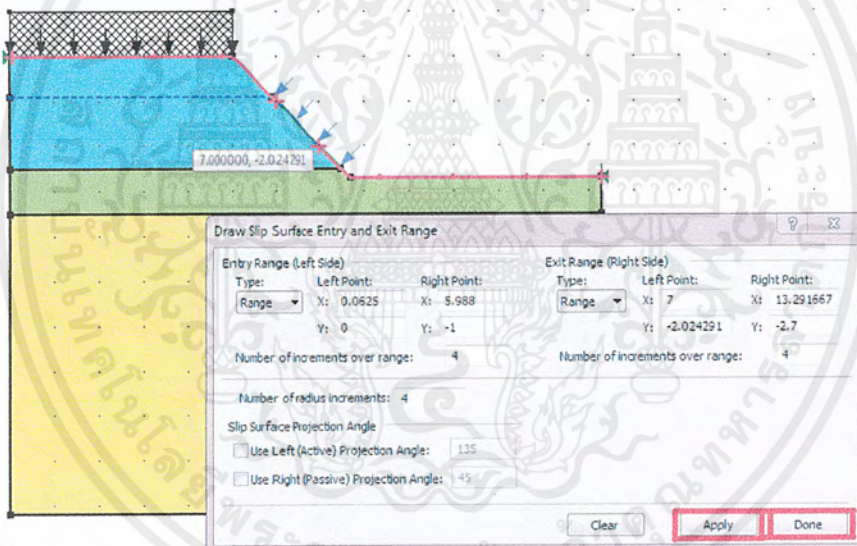 7.000000, -2.024291
Draw Slip Surface Entry and Exit Range
Entry Range (Left Side)
Type: Left Point: Right Point:
Range X: 0.0625 X: 5.988
Y: 0 Y: -1
Number of increments over range: 4
Exit Range (Right Side)
Type: Left Point: Right Point:
Range X: 7 X: 13.291667
Y: -2.024291 Y: -2.7
Number of increments over range: 4
Number of radius increments: 4
Slip Surface Projection Angle
Use Left (Active) Projection Angle: 135
Use Right (Passive) Projection Angle: 45
Clear Apply Done